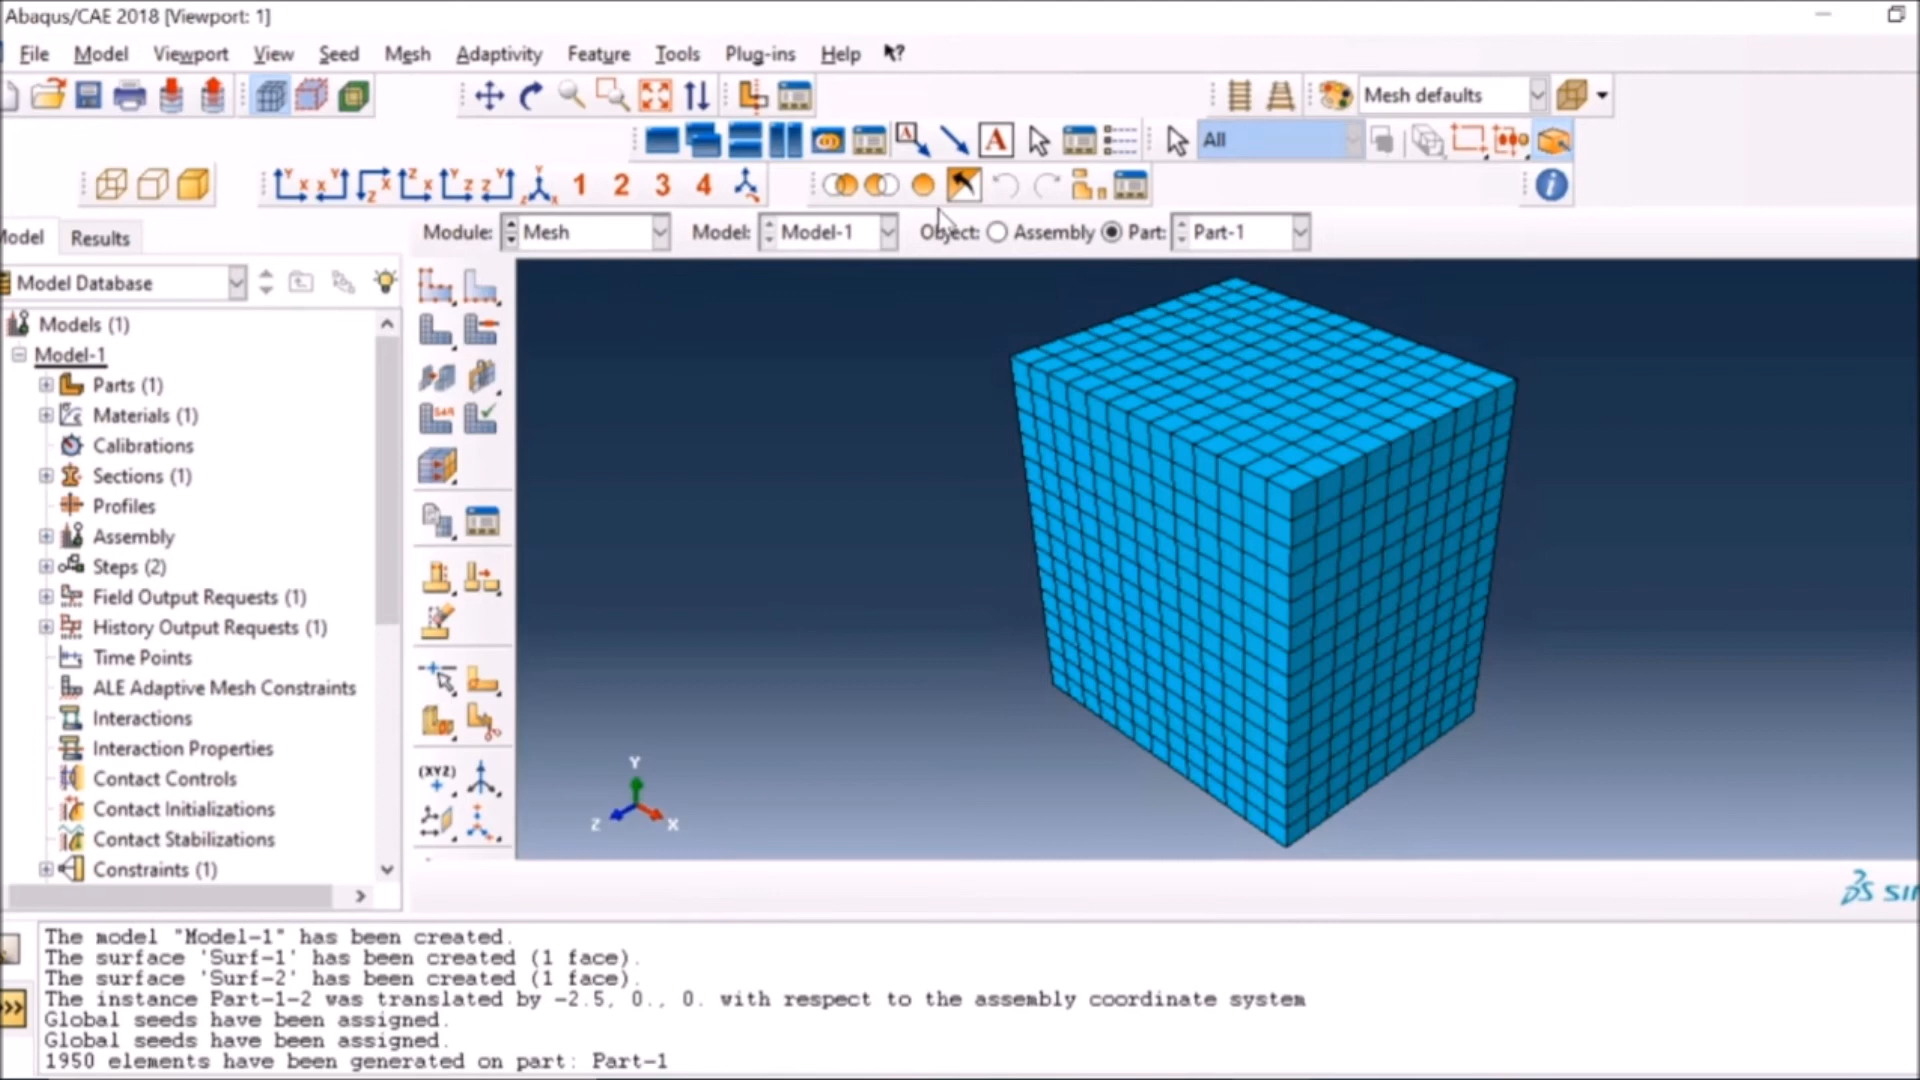 Abaqus/CAE 2018 [Viewport: 1]
File Model Viewport View Seed Mesh Adaptivity Feature Tools Plug-ins Help
Mesh defaults
A A All
1 2 3 4
Model Results
Module: Mesh Model: Model-1 Object: Assembly Part: Part-1
Model Database
Models (1)
Model-1
Parts (1)
Materials (1)
Calibrations
Sections (1)
Profiles
Assembly
Steps (2)
Field Output Requests (1)
History Output Requests (1)
Time Points
ALE Adaptive Mesh Constraints
Interactions
Interaction Properties
Contact Controls
Contact Initializations
Contact Stabilizations
Constraints (1)
(XYZ)
Y
Z X
The model "Model-1" has been created.
The surface 'Surf-1' has been created (1 face).
The surface 'Surf-2' has been created (1 face).
The instance Part-1-2 was translated by -2.5, 0., 0. with respect to the assembly coordinate system
Global seeds have been assigned.
Global seeds have been assigned.
1950 elements have been generated on part: Part-1